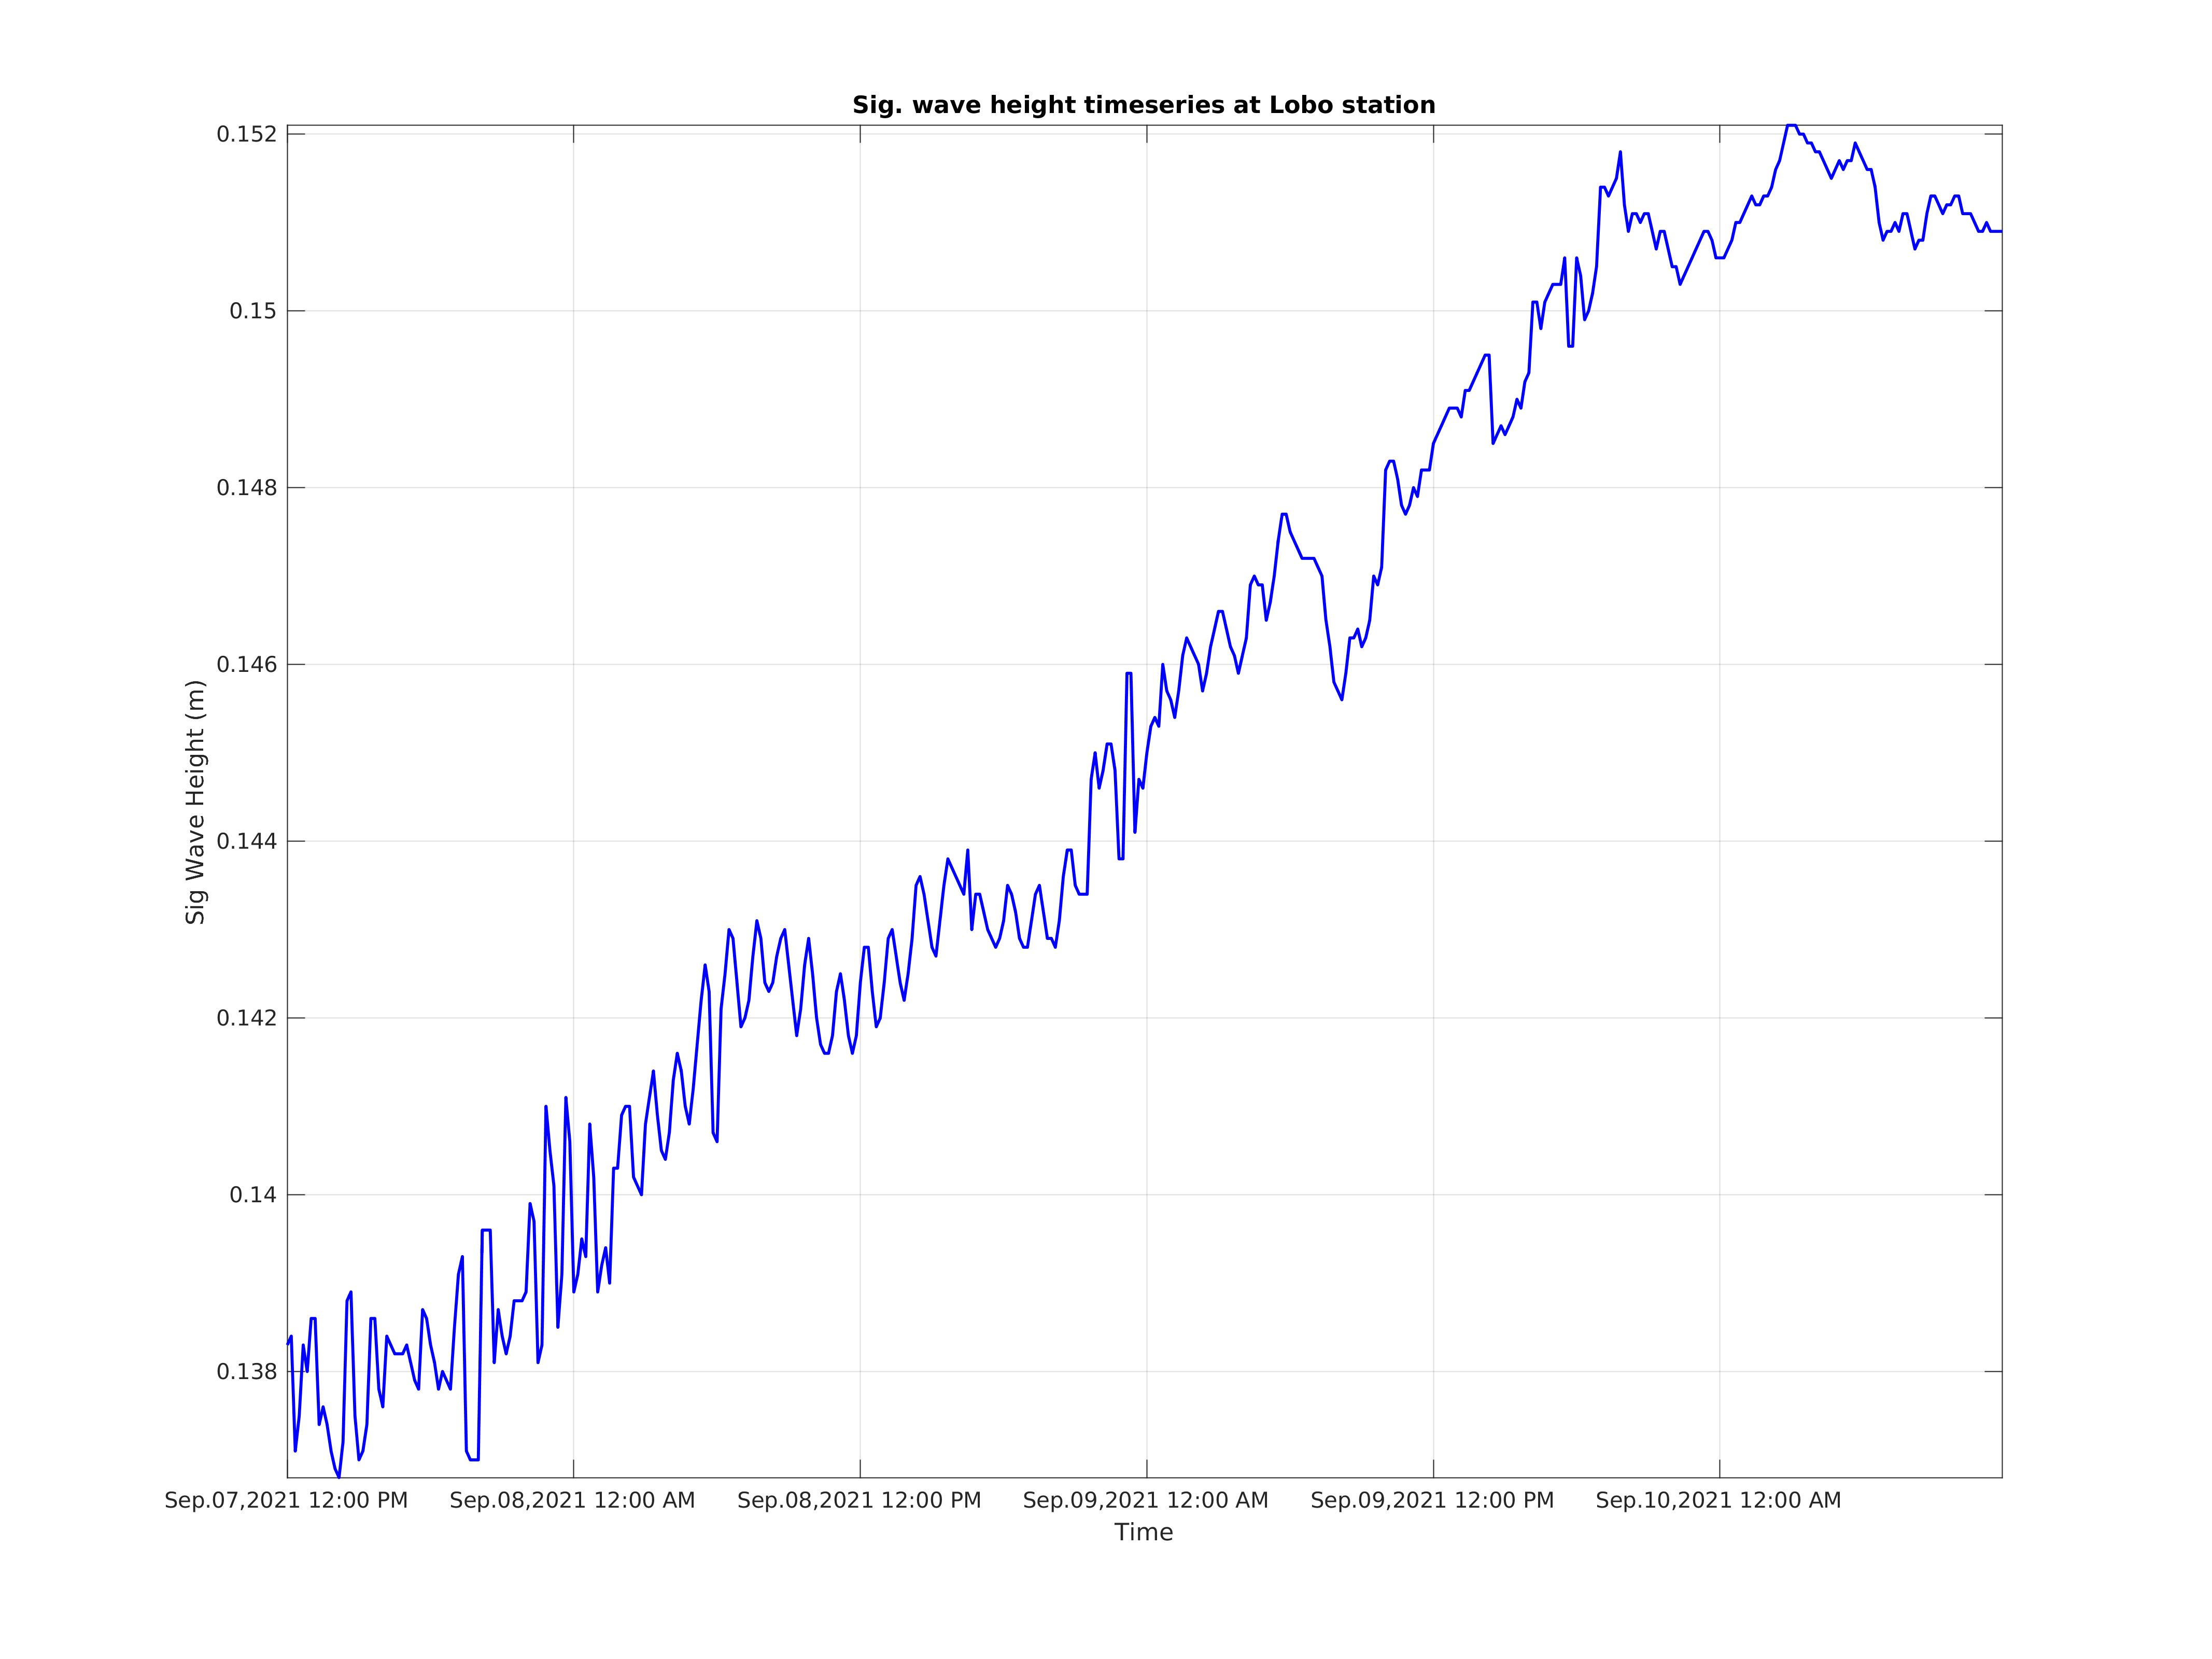 Sig. wave height timeseries at Lobo station
0.152
0.15
0.148
0.146
0.144
0.142
0.14
0.138
Sig Wave Height (m)
Sep.07,2021 12:00 PM Sep.08,2021 12:00 AM Sep.08,2021 12:00 PM Sep.09,2021 12:00 AM Sep.09,2021 12:00 PM Sep.10,2021 12:00 AM
Time